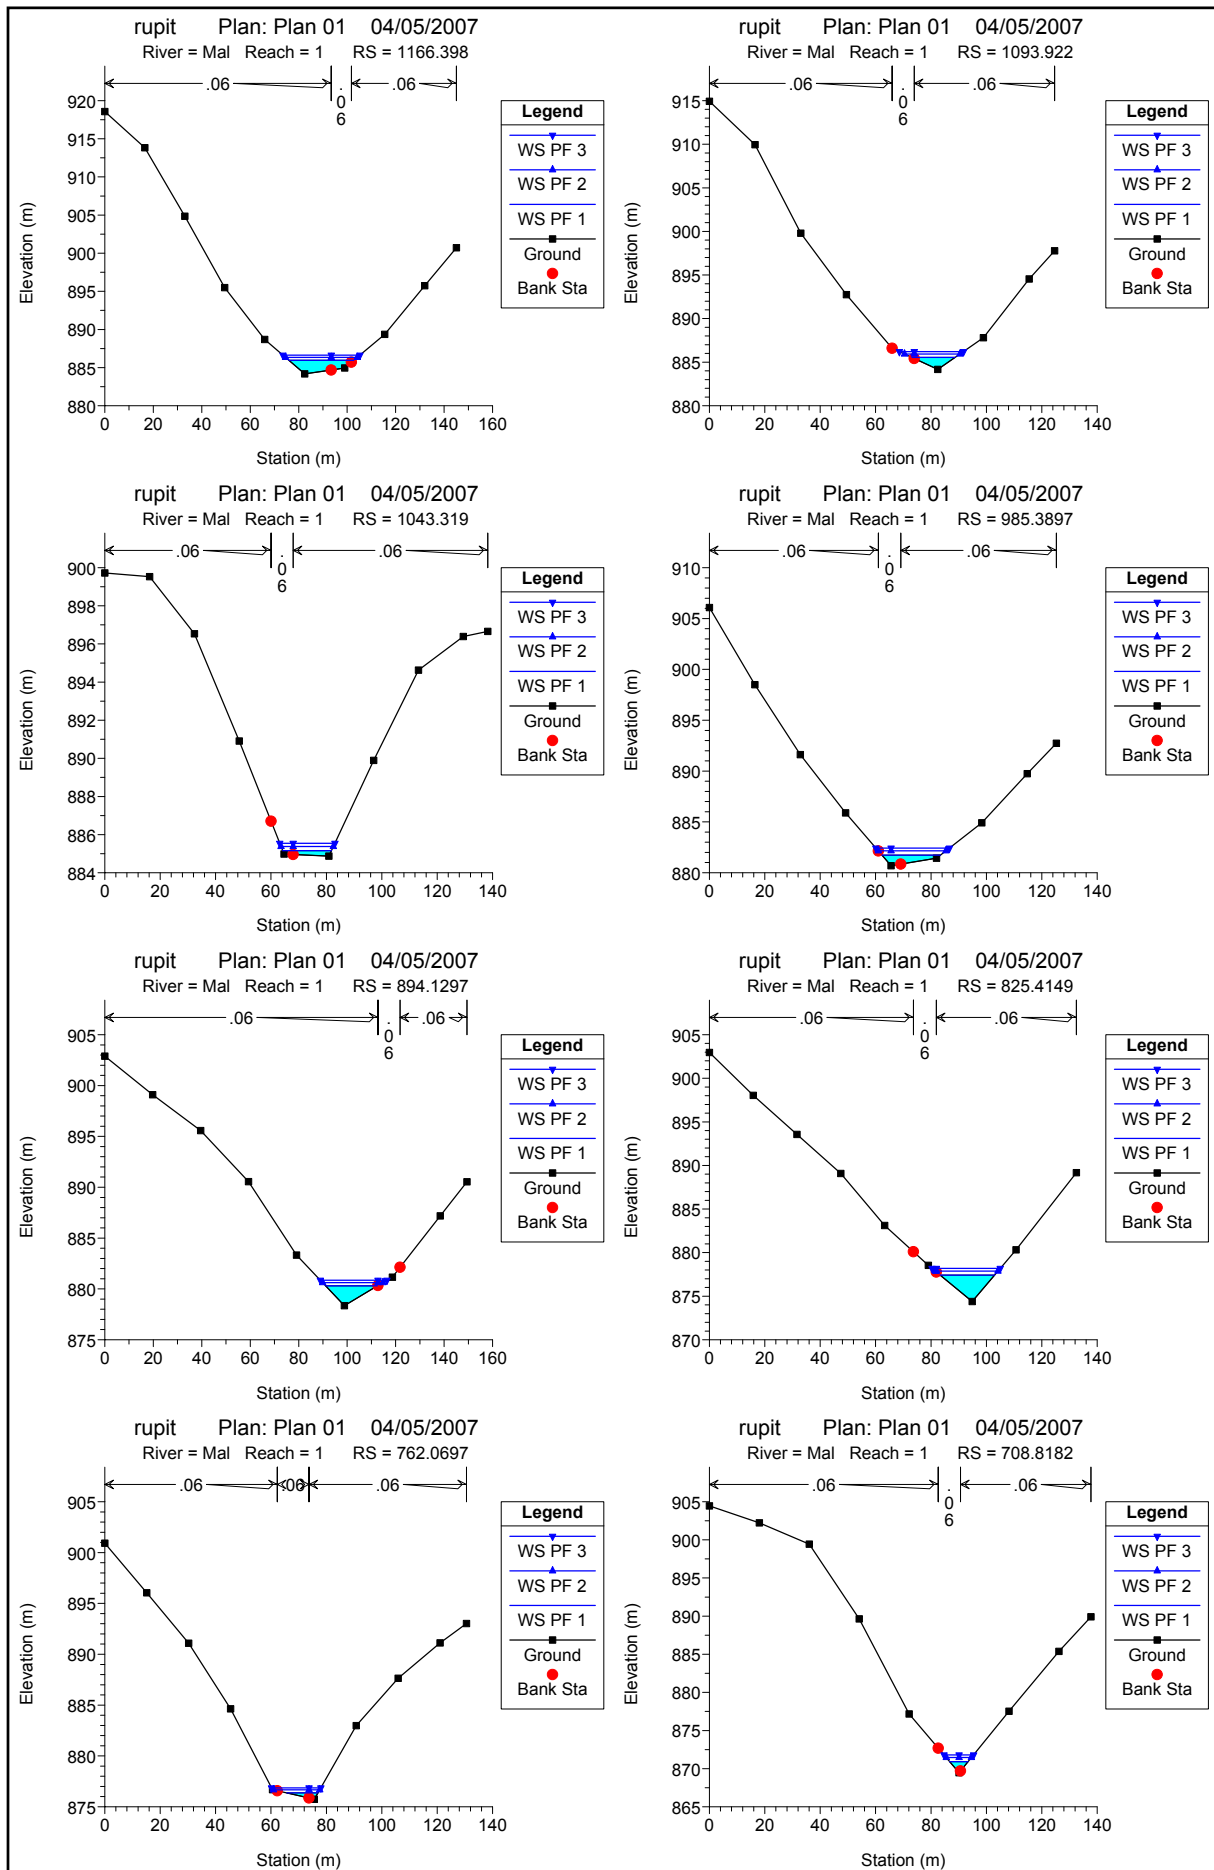 rupit Plan: Plan 01 04/05/2007
River = Mal Reach = 1 RS = 1166.398
.06 .06 .06
Elevation (m)
920
915
910
905
900
895
890
885
880
0 20 40 60 80 100 120 140 160
Station (m)
Legend
WS PF 3
WS PF 2
WS PF 1
Ground
Bank Sta
rupit Plan: Plan 01 04/05/2007
River = Mal Reach = 1 RS = 1093.922
.06 .06 .06
Elevation (m)
915
910
905
900
895
890
885
880
0 20 40 60 80 100 120 140
Station (m)
Legend
WS PF 3
WS PF 2
WS PF 1
Ground
Bank Sta
rupit Plan: Plan 01 04/05/2007
River = Mal Reach = 1 RS = 1043.319
.06 .06 .06
Elevation (m)
900
898
896
894
892
890
888
886
884
0 20 40 60 80 100 120 140
Station (m)
Legend
WS PF 3
WS PF 2
WS PF 1
Ground
Bank Sta
rupit Plan: Plan 01 04/05/2007
River = Mal Reach = 1 RS = 985.3897
.06 .06 .06
Elevation (m)
910
905
900
895
890
885
880
0 20 40 60 80 100 120 140
Station (m)
Legend
WS PF 3
WS PF 2
WS PF 1
Ground
Bank Sta
rupit Plan: Plan 01 04/05/2007
River = Mal Reach = 1 RS = 894.1297
.06 .06 .06
Elevation (m)
905
900
895
890
885
880
875
0 20 40 60 80 100 120 140 160
Station (m)
Legend
WS PF 3
WS PF 2
WS PF 1
Ground
Bank Sta
rupit Plan: Plan 01 04/05/2007
River = Mal Reach = 1 RS = 825.4149
.06 .06 .06
Elevation (m)
905
900
895
890
885
880
875
870
0 20 40 60 80 100 120 140
Station (m)
Legend
WS PF 3
WS PF 2
WS PF 1
Ground
Bank Sta
rupit Plan: Plan 01 04/05/2007
River = Mal Reach = 1 RS = 762.0697
.06 .06 .06
Elevation (m)
905
900
895
890
885
880
875
0 20 40 60 80 100 120 140 160
Station (m)
Legend
WS PF 3
WS PF 2
WS PF 1
Ground
Bank Sta
rupit Plan: Plan 01 04/05/2007
River = Mal Reach = 1 RS = 708.8182
.06 .06 .06
Elevation (m)
905
900
895
890
885
880
875
870
865
0 20 40 60 80 100 120 140
Station (m)
Legend
WS PF 3
WS PF 2
WS PF 1
Ground
Bank Sta